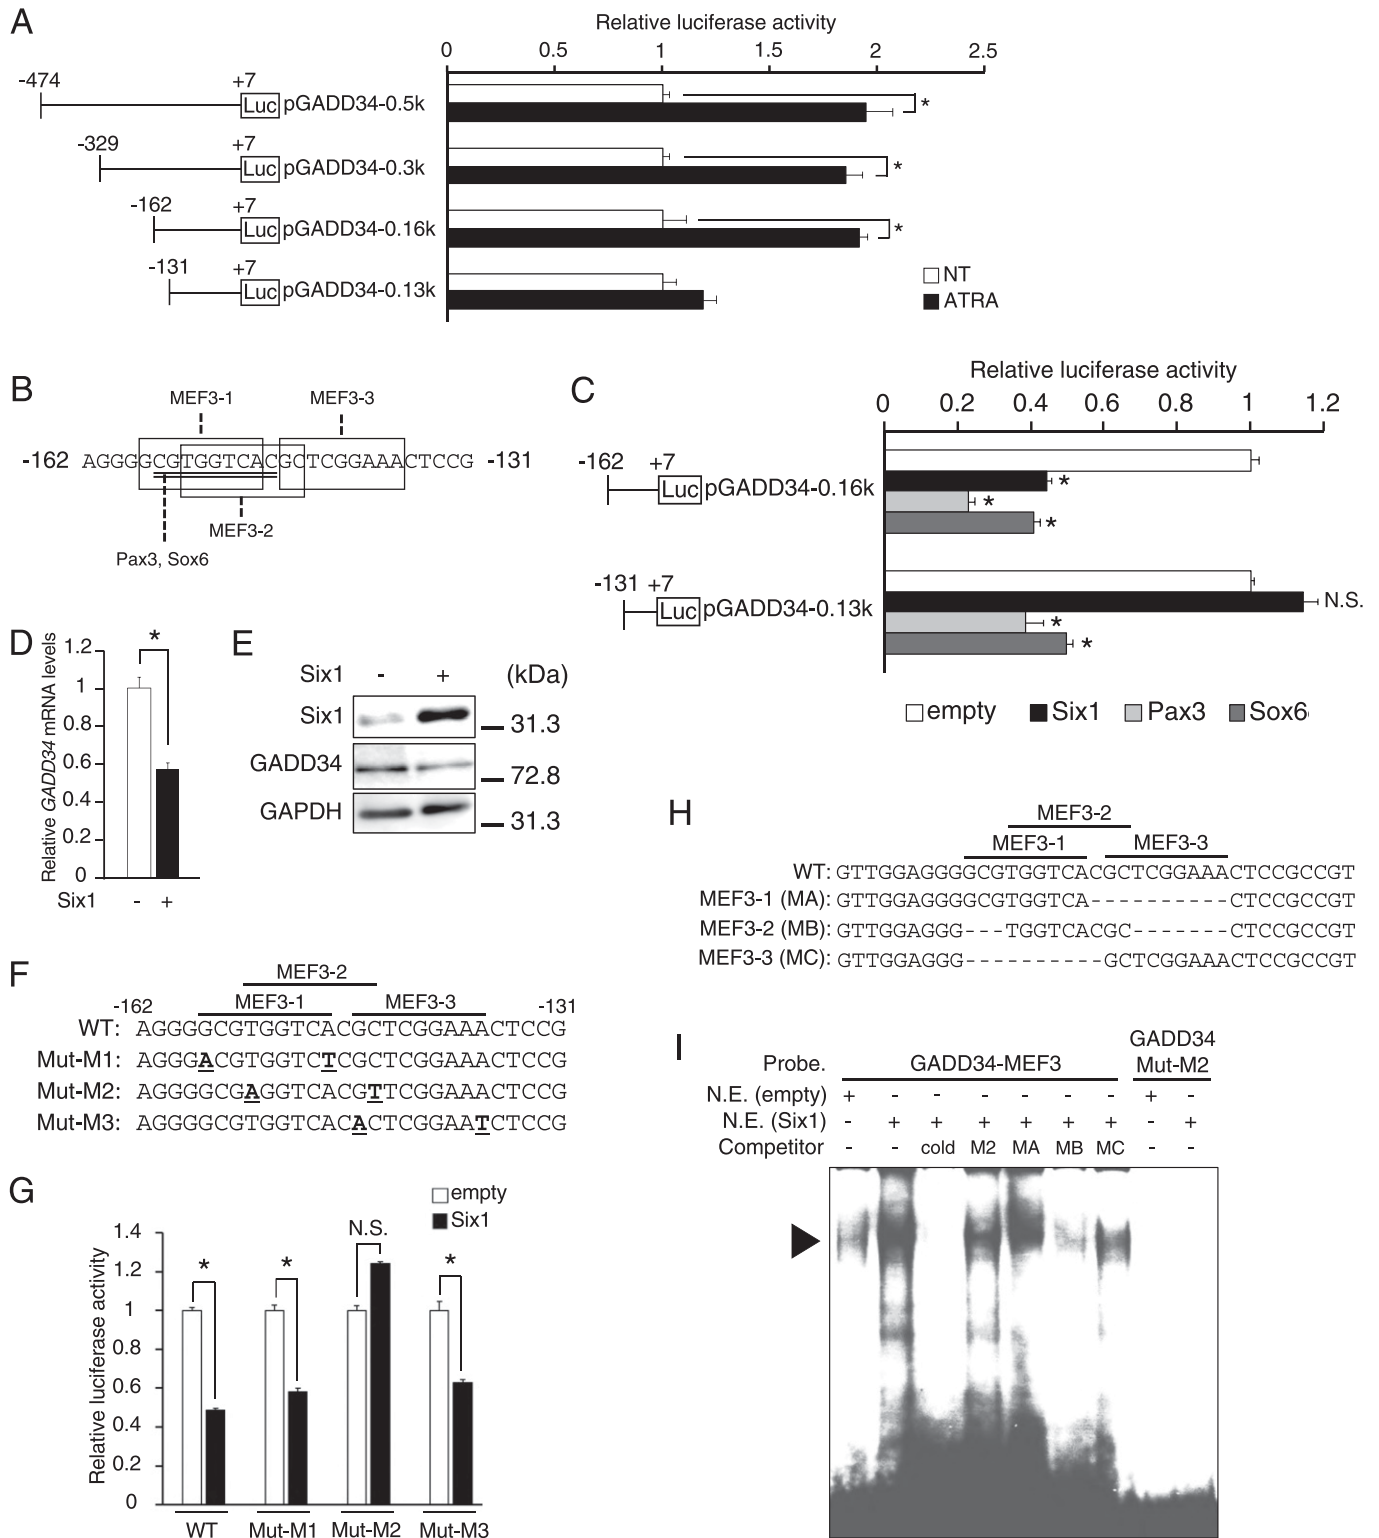 A
Relative luciferase activity
0 0.5 1 1.5 2 2.5
-474 +7
Luc pGADD34-0.5k
*
-329 +7
Luc pGADD34-0.3k
*
-162 +7
Luc pGADD34-0.16k
*
-131 +7
Luc pGADD34-0.13k
NT
ATRA
B
MEF3-1 MEF3-3
-162 AGGGGCGTGGTCACGCTCGGAAACTCCG -131
MEF3-2
Pax3, Sox6
C
Relative luciferase activity
0 0.2 0.4 0.6 0.8 1 1.2
-162 +7
Luc pGADD34-0.16k
*
*
*
-131 +7
Luc pGADD34-0.13k
N.S.
*
*
empty Six1 Pax3 Sox6
D
Relative GADD34 mRNA levels
1.2
1
0.8
0.6
0.4
0.2
0
*
Six1 - +
E
Six1 - + (kDa)
Six1 31.3
GADD34 72.8
GAPDH 31.3
F
MEF3-2
-162 MEF3-1 MEF3-3 -131
WT: AGGGGCGTGGTCACGCTCGGAAACTCCG
Mut-M1: AGGGACGTGGTCTCGCTCGGAAACTCCG
Mut-M2: AGGGGCGAGGTCACGTTCGGAAACTCCG
Mut-M3: AGGGGCGTGGTCACACTCGGAATCTCCG
G
empty
Six1
Relative luciferase activity
1.4
1.2
1
0.8
0.6
0.4
0.2
0
*
*
N.S.
*
WT Mut-M1 Mut-M2 Mut-M3
H
MEF3-2
MEF3-1 MEF3-3
WT: GTTGGAGGGGCGTGGTCACGCTCGGAAACTCCGCCGT
MEF3-1 (MA): GTTGGAGGGGCGTGGTCA----------CTCCGCCGT
MEF3-2 (MB): GTTGGAGGG---TGGTCACGC-------CTCCGCCGT
MEF3-3 (MC): GTTGGAGGG----------GCTCGGAAACTCCGCCGT
I
Probe. GADD34-MEF3 GADD34 Mut-M2
N.E. (empty) + - - - - - - + -
N.E. (Six1) - + + + + + + - +
Competitor - - cold M2 MA MB MC - -